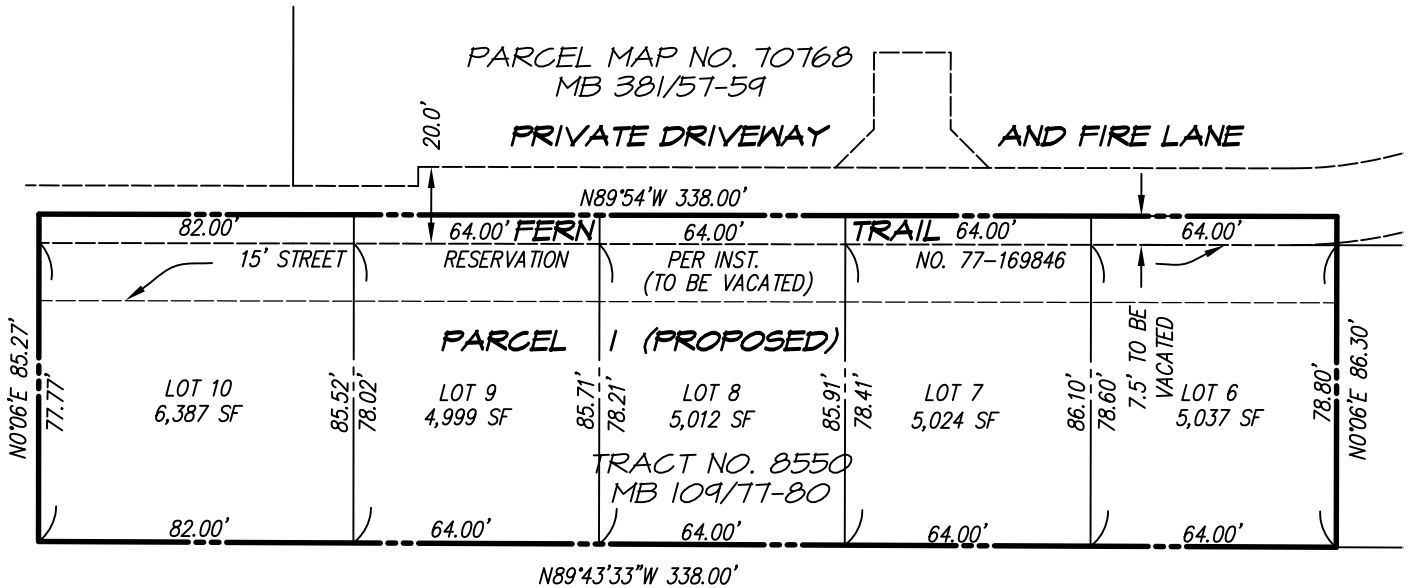 PARCEL MAP NO. 70768
MB 381/57-59
20.0'
PRIVATE DRIVEWAY AND FIRE LANE
N89°54'W 338.00'
82.00' 64.00' FERN 64.00' TRAIL 64.00' 64.00'
15' STREET RESERVATION PER INST. NO. 77-169846
(TO BE VACATED)
PARCEL 1 (PROPOSED)
7.5' TO BE
VACATED
N0°06'E 85.27'
77.77'
LOT 10
6,387 SF
85.52'
78.02'
LOT 9
4,999 SF
85.71'
78.21'
LOT 8
5,012 SF
85.91'
78.41'
LOT 7
5,024 SF
86.10'
78.60'
LOT 6
5,037 SF
78.80'
N0°06'E 86.30'
TRACT NO. 8550
MB 109/77-80
82.00' 64.00' 64.00' 64.00' 64.00'
N89°43'33"W 338.00'